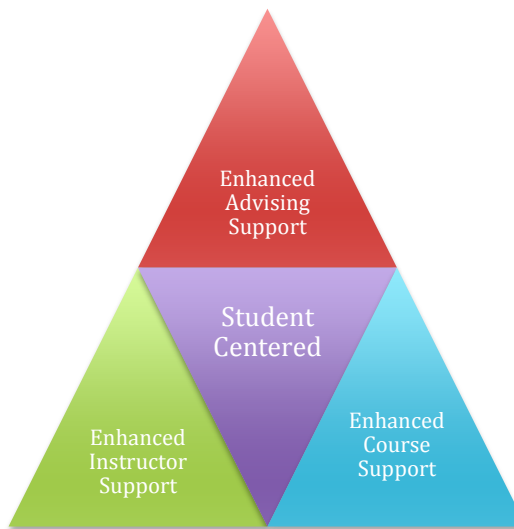 Enhanced
Advising
Support
Student
Centered
Enhanced
Instructor
Support
Enhanced
Course
Support